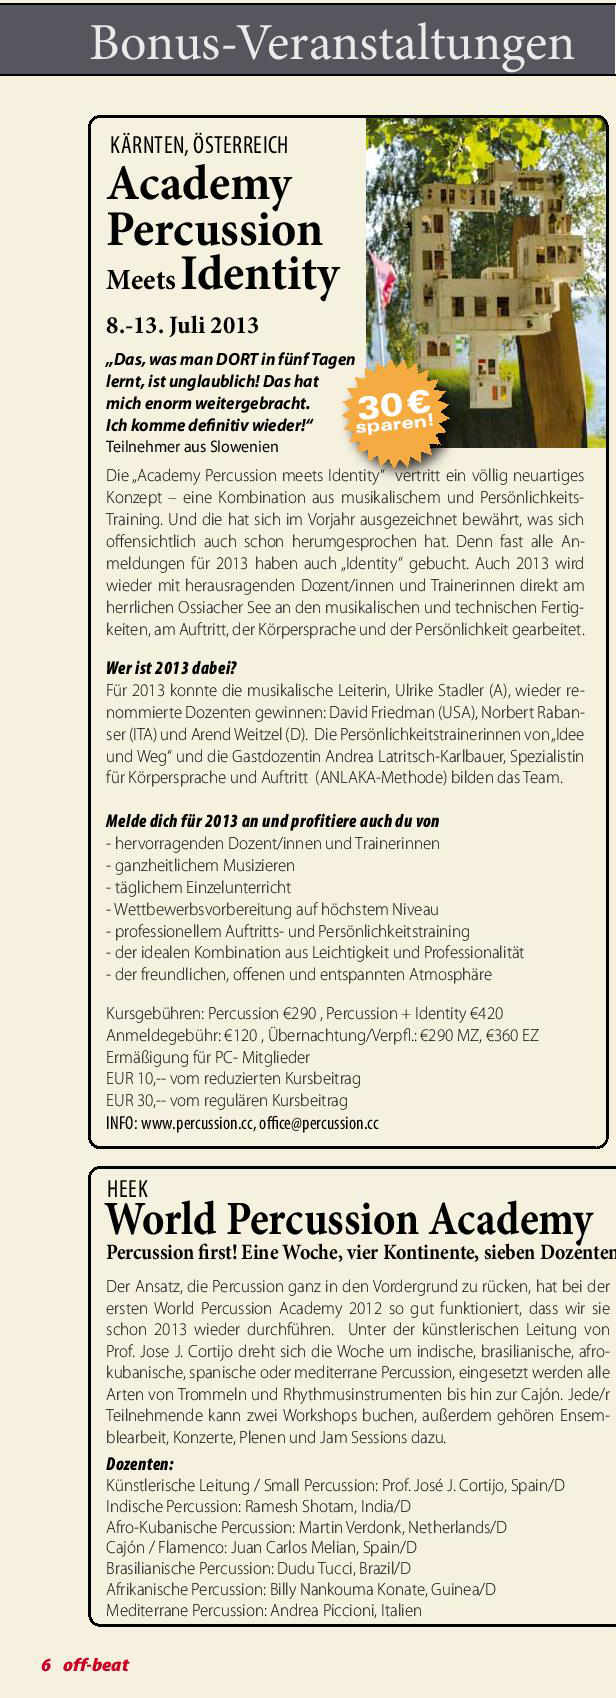 Bonus-Veranstaltungen
KÄRNTEN, ÖSTERREICH
Academy
Percussion
Meets Identity
8.-13. Juli 2013
„Das, was man DORT in fünf Tagen
lernt, ist unglaublich! Das hat
mich enorm weitergebracht.
Ich komme definitiv wieder!“
Teilnehmer aus Slowenien
30 €
sparen!
Die „Academy Percussion meets Identity“ vertritt ein völlig neuartiges
Konzept – eine Kombination aus musikalischem und Persönlichkeits-
Training. Und die hat sich im Vorjahr ausgezeichnet bewährt, was sich
offensichtlich auch schon herumgesprochen hat. Denn fast alle An-
meldungen für 2013 haben auch „Identity“ gebucht. Auch 2013 wird
wieder mit herausragenden Dozent/innen und Trainerinnen direkt am
herrlichen Ossiacher See an den musikalischen und technischen Fertig-
keiten, am Auftritt, der Körpersprache und der Persönlichkeit gearbeitet.
Wer ist 2013 dabei?
Für 2013 konnte die musikalische Leiterin, Ulrike Stadler (A), wieder re-
nommierte Dozenten gewinnen: David Friedman (USA), Norbert Raban-
ser (ITA) und Arend Weitzel (D). Die Persönlichkeitstrainerinnen von „Idee
und Weg“ und die Gastdozentin Andrea Latritsch-Karlbauer, Spezialistin
für Körpersprache und Auftritt (ANLAKA-Methode) bilden das Team.
Melde dich für 2013 an und profitiere auch du von
- hervorragenden Dozent/innen und Trainerinnen
- ganzheitlichem Musizieren
- täglichem Einzelunterricht
- Wettbewerbsvorbereitung auf höchstem Niveau
- professionellem Auftritts- und Persönlichkeitstraining
- der idealen Kombination aus Leichtigkeit und Professionalität
- der freundlichen, offenen und entspannten Atmosphäre
Kursgebühren: Percussion €290 , Percussion + Identity €420
Anmeldegebühr: €120 , Übernachtung/Verpfl.: €290 MZ, €360 EZ
Ermäßigung für PC- Mitglieder
EUR 10,-- vom reduzierten Kursbeitrag
EUR 30,-- vom regulären Kursbeitrag
INFO: www.percussion.cc, office@percussion.cc
HEEK
World Percussion Academy
Percussion first! Eine Woche, vier Kontinente, sieben Dozenten
Der Ansatz, die Percussion ganz in den Vordergrund zu rücken, hat bei der
ersten World Percussion Academy 2012 so gut funktioniert, dass wir sie
schon 2013 wieder durchführen. Unter der künstlerischen Leitung von
Prof. Jose J. Cortijo dreht sich die Woche um indische, brasilianische, afro-
kubanische, spanische oder mediterrane Percussion, eingesetzt werden alle
Arten von Trommeln und Rhythmusinstrumenten bis hin zur Cajón. Jede/r
Teilnehmende kann zwei Workshops buchen, außerdem gehören Ensem-
blearbeit, Konzerte, Plenen und Jam Sessions dazu.
Dozenten:
Künstlerische Leitung / Small Percussion: Prof. José J. Cortijo, Spain/D
Indische Percussion: Ramesh Shotam, India/D
Afro-Kubanische Percussion: Martin Verdonk, Netherlands/D
Cajón / Flamenco: Juan Carlos Melian, Spain/D
Brasilianische Percussion: Dudu Tucci, Brazil/D
Afrikanische Percussion: Billy Nankouma Konate, Guinea/D
Mediterrane Percussion: Andrea Piccioni, Italien
6 off-beat